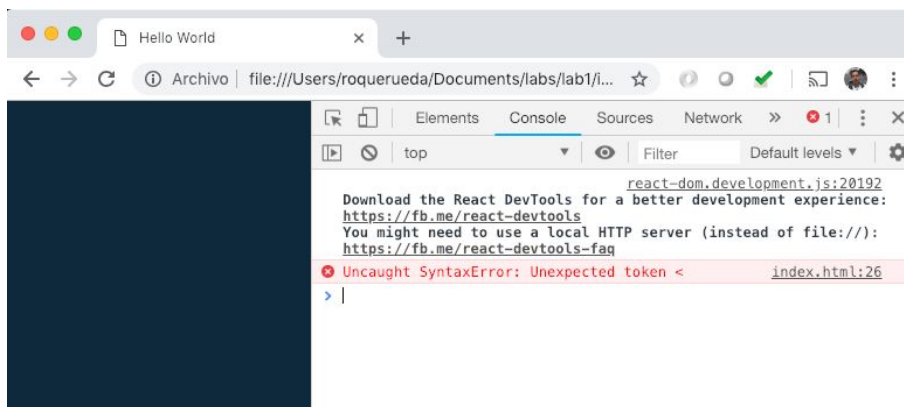 Hello World
Archivo file:///Users/roquerueda/Documents/labs/lab1/i...
Elements Console Sources Network » 1
top Filter Default levels
react-dom.development.js:20192
Download the React DevTools for a better development experience:
https://fb.me/react-devtools
You might need to use a local HTTP server (instead of file://):
https://fb.me/react-devtools-faq
Uncaught SyntaxError: Unexpected token < index.html:26